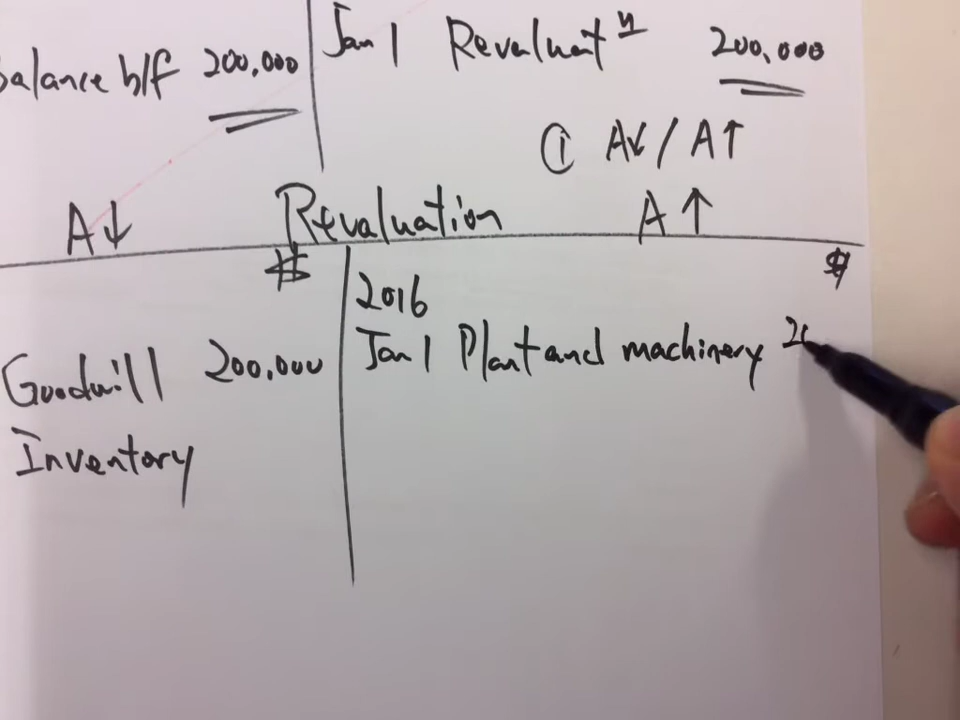 balance b/f 200,000
Jan 1 Revaluatⁿ 200,000
① A↓ / A↑
A↓ Revaluation A↑
$ $
2016
Goodwill 200,000
Jan 1 Plant and machinery
Inventory